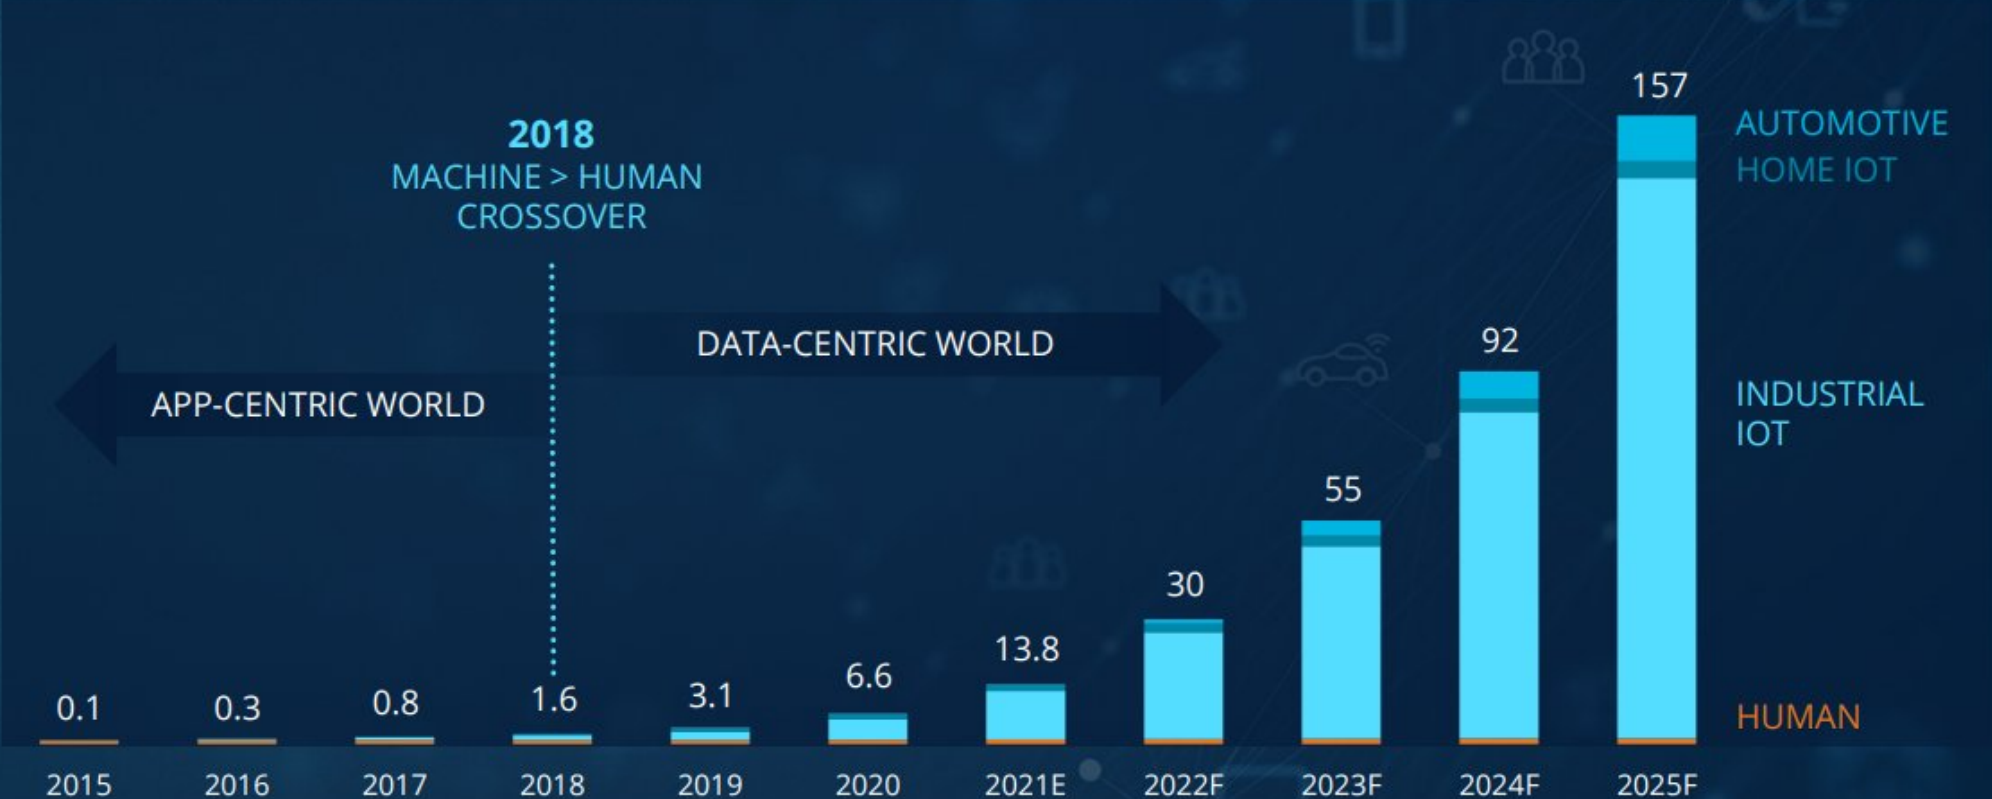 157
AUTOMOTIVE
2018
HOME IOT
MACHINE > HUMAN
CROSSOVER
DATA-CENTRIC WORLD
92
APP-CENTRIC WORLD
INDUSTRIAL
IOT
55
30
13.8
6.6
3.1
1.6
0.8
0.3
0.1
HUMAN
2015 2016 2017 2018 2019 2020 2021E 2022F 2023F 2024F 2025F